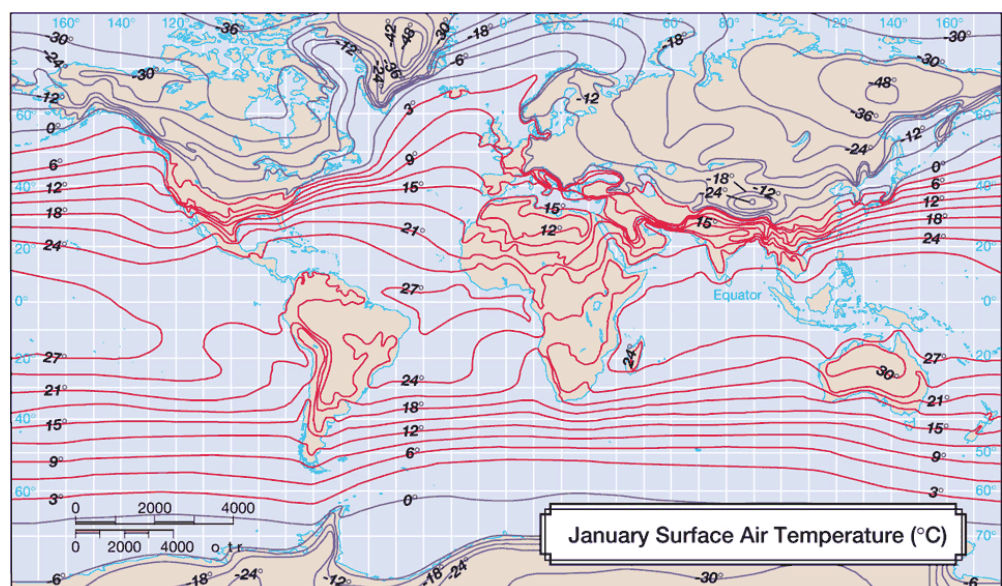 160° 120° 0° 40° 80° 120° 160°
-36° -30° -24° -30° -12° 0° 6° 12° 18° 24°
-42° -48° -30° -18° -12° -24° -36° -6°
-18° -12° -48° -30° -36° -24° -12° 0° 6° 12° 18° 24°
60° 40° 20° 0° 20° 40° 60°
3° 9° 15° 21° 27° 24° 18° 12° 6° 0°
15° 12° 15° -18° -24° -12°
Equator
24° 30°
27° 21° 15° 9° 3°
27° 21° 15° 9° 3°
60° 40° 20° 0° 20° 40° 50° 60° 70°
0 2000 4000
0 2000 4000
January Surface Air Temperature (°C)
-6° -18° -24° -12° -18° -24° -30° -12° -6°